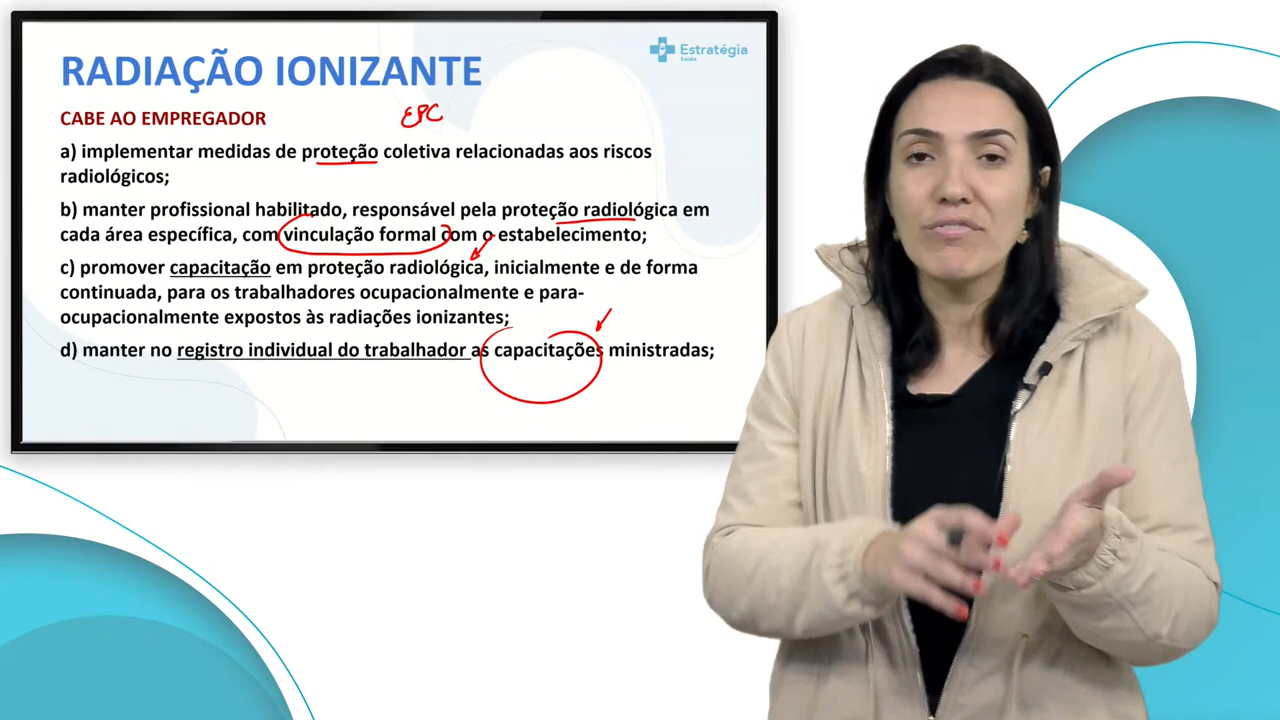 Estratégia
Saúde
RADIAÇÃO IONIZANTE
CABE AO EMPREGADOR
EPC
a) implementar medidas de proteção coletiva relacionadas aos riscos
radiológicos;
b) manter profissional habilitado, responsável pela proteção radiológica em
cada área específica, com vinculação formal com o estabelecimento;
c) promover capacitação em proteção radiológica, inicialmente e de forma
continuada, para os trabalhadores ocupacionalmente e para-
ocupacionalmente expostos às radiações ionizantes;
d) manter no registro individual do trabalhador as capacitações ministradas;